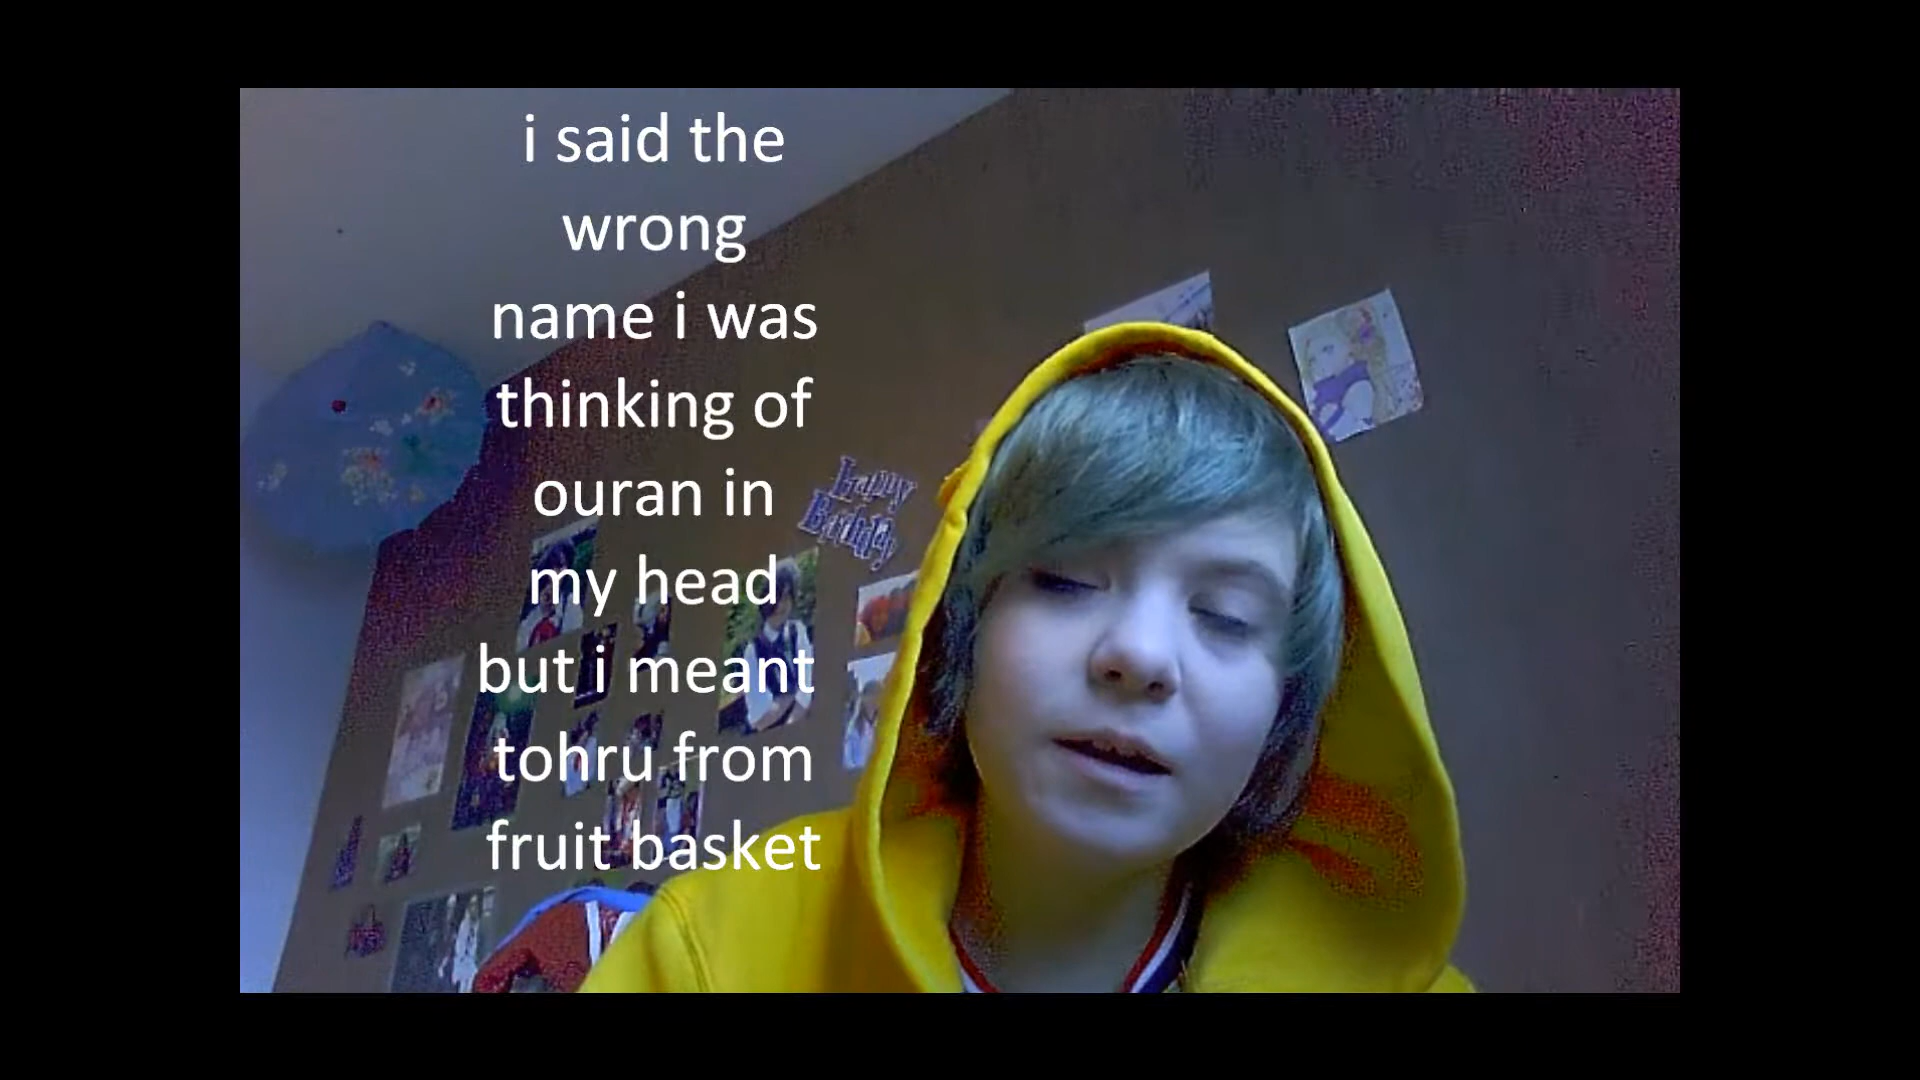 i said the
wrong
name i was
thinking of
ouran in
my head
but i meant
tohru from
fruit basket
Happy
Birthday